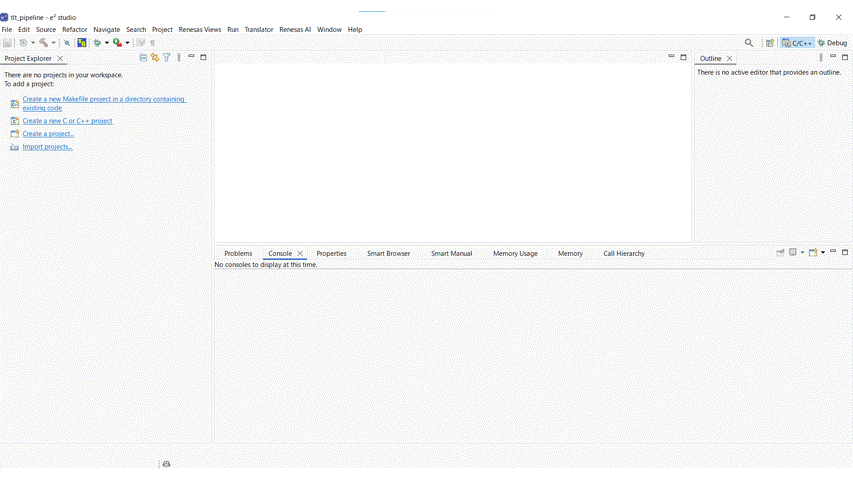 tlt_pipeline - e² studio
File Edit Source Refactor Navigate Search Project Renesas Views Run Translator Renesas AI Window Help
C/C++ Debug
Project Explorer
There are no projects in your workspace.
To add a project:
Create a new Makefile project in a directory containing
existing code
Create a new C or C++ project
Create a project...
Import projects...
Outline
There is no active editor that provides an outline.
Problems Console Properties Smart Browser Smart Manual Memory Usage Memory Call Hierarchy
No consoles to display at this time.